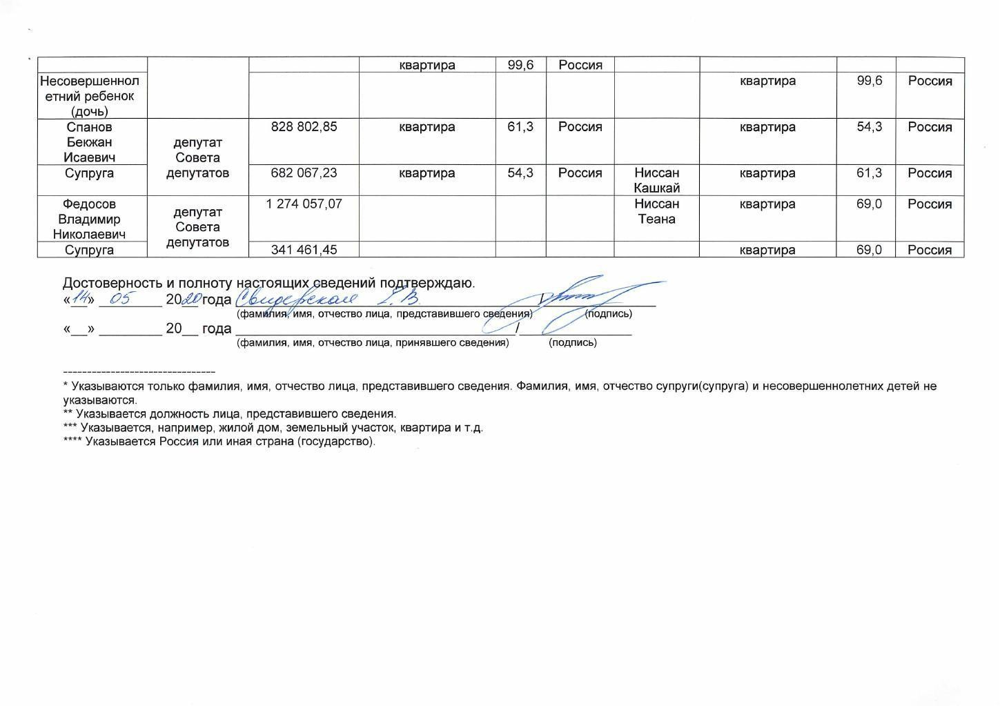 квартира 99,6 Россия
Несовершеннол квартира 99,6 Россия
етний ребенок
(дочь)
Спанов 828 802,85 квартира 61,3 Россия квартира 54,3 Россия
Бекжан депутат
Исаевич Совета
Супруга депутатов 682 067,23 квартира 54,3 Россия Ниссан квартира 61,3 Россия
Кашкай
Федосов 1 274 057,07 Ниссан квартира 69,0 Россия
Владимир депутат Теана
Николаевич Совета
Супруга депутатов 341 461,45 квартира 69,0 Россия
Достоверность и полноту настоящих сведений подтверждаю.
«14» 05 2020 года Свидерская Е.В. /
(фамилия, имя, отчество лица, представившего сведения) (подпись)
«__» ________ 20__ года ________________/________________
(фамилия, имя, отчество лица, принявшего сведения) (подпись)
--------------------------------
* Указываются только фамилия, имя, отчество лица, представившего сведения. Фамилия, имя, отчество супруги(супруга) и несовершеннолетних детей не
указываются.
** Указывается должность лица, представившего сведения.
*** Указывается, например, жилой дом, земельный участок, квартира и т.д.
**** Указывается Россия или иная страна (государство).